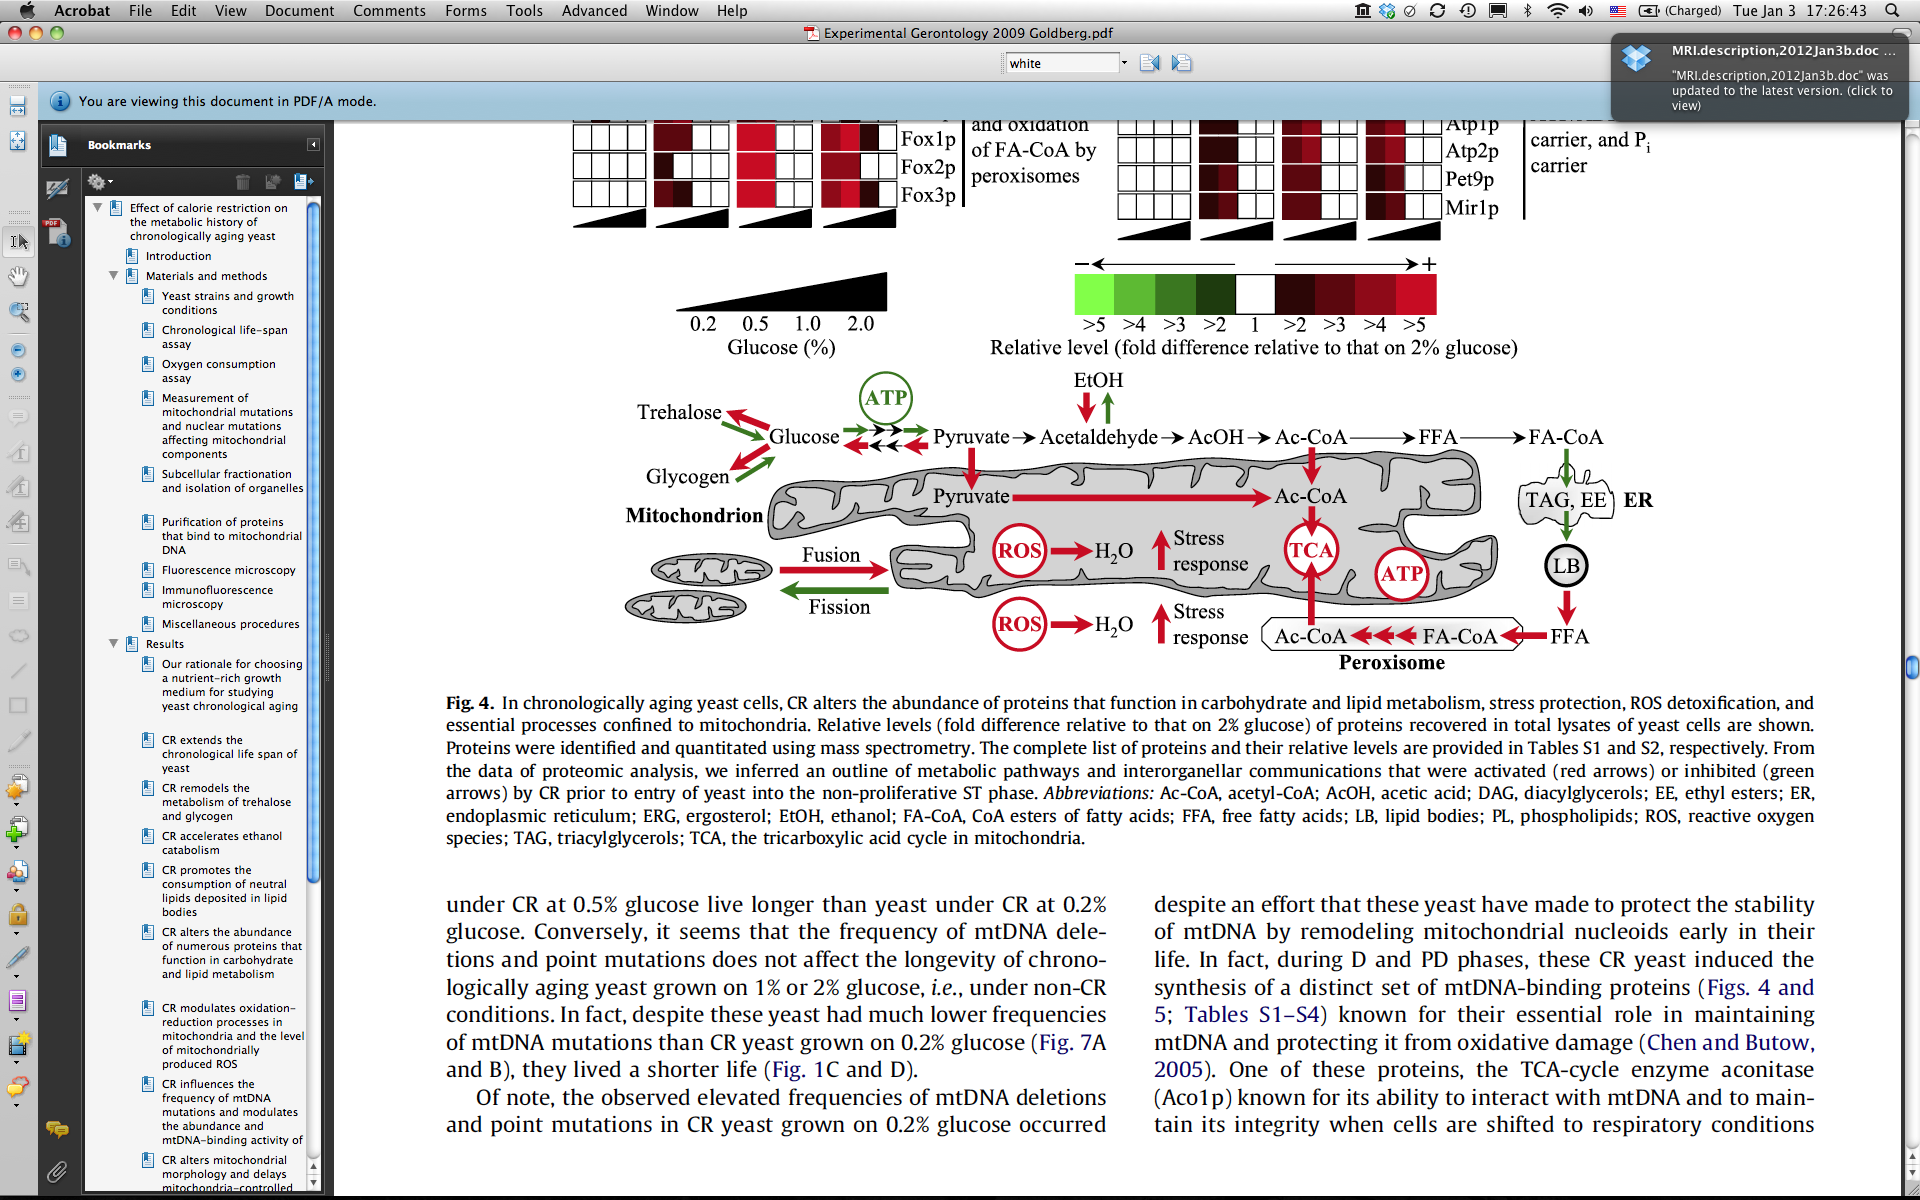 Acrobat File Edit View Document Comments Forms Tools Advanced Window Help
(Charged) Tue Jan 3 17:26:43
Experimental Gerontology 2009 Goldberg.pdf
white
MRI.description,2012Jan3b.doc ...
"MRI.description,2012Jan3b.doc" was
updated to the latest version. (click to
view)
You are viewing this document in PDF/A mode.
Bookmarks
Effect of calorie restriction on
the metabolic history of
chronologically aging yeast
Introduction
Materials and methods
Yeast strains and growth
conditions
Chronological life-span
assay
Oxygen consumption
assay
Measurement of
mitochondrial mutations
and nuclear mutations
affecting mitochondrial
components
Subcellular fractionation
and isolation of organelles
Purification of proteins
that bind to mitochondrial
DNA
Fluorescence microscopy
Immunofluorescence
microscopy
Miscellaneous procedures
Results
Our rationale for choosing
a nutrient-rich growth
medium for studying
yeast chronological aging
CR extends the
chronological life span of
yeast
CR remodels the
metabolism of trehalose
and glycogen
CR accelerates ethanol
catabolism
CR promotes the
consumption of neutral
lipids deposited in lipid
bodies
CR alters the abundance
of numerous proteins that
function in carbohydrate
and lipid metabolism
CR modulates oxidation-
reduction processes in
mitochondria and the level
of mitochondrially
produced ROS
CR influences the
frequency of mtDNA
mutations and modulates
the abundance and
mtDNA-binding activity of
CR alters mitochondrial
morphology and delays
mitochondria-controlled
Fox1p
Fox2p
Fox3p
and oxidation
of FA-CoA by
peroxisomes
Atp1p
Atp2p
Pet9p
Mir1p
carrier, and Pi
carrier
0.2 0.5 1.0 2.0
Glucose (%)
− +
>5 >4 >3 >2 1 >2 >3 >4 >5
Relative level (fold difference relative to that on 2% glucose)
EtOH
Trehalose
ATP
Glucose Pyruvate Acetaldehyde AcOH Ac-CoA FFA FA-CoA
Glycogen
Pyruvate Ac-CoA
TAG, EE ER
Mitochondrion
Fusion
Fission
ROS H2O Stress
response
TCA
ATP
LB
ROS H2O Stress
response
Ac-CoA FA-CoA FFA
Peroxisome
Fig. 4. In chronologically aging yeast cells, CR alters the abundance of proteins that function in carbohydrate and lipid metabolism, stress protection, ROS detoxification, and
essential processes confined to mitochondria. Relative levels (fold difference relative to that on 2% glucose) of proteins recovered in total lysates of yeast cells are shown.
Proteins were identified and quantitated using mass spectrometry. The complete list of proteins and their relative levels are provided in Tables S1 and S2, respectively. From
the data of proteomic analysis, we inferred an outline of metabolic pathways and interorganellar communications that were activated (red arrows) or inhibited (green
arrows) by CR prior to entry of yeast into the non-proliferative ST phase. Abbreviations: Ac-CoA, acetyl-CoA; AcOH, acetic acid; DAG, diacylglycerols; EE, ethyl esters; ER,
endoplasmic reticulum; ERG, ergosterol; EtOH, ethanol; FA-CoA, CoA esters of fatty acids; FFA, free fatty acids; LB, lipid bodies; PL, phospholipids; ROS, reactive oxygen
species; TAG, triacylglycerols; TCA, the tricarboxylic acid cycle in mitochondria.
under CR at 0.5% glucose live longer than yeast under CR at 0.2%
glucose. Conversely, it seems that the frequency of mtDNA dele-
tions and point mutations does not affect the longevity of chrono-
logically aging yeast grown on 1% or 2% glucose, i.e., under non-CR
conditions. In fact, despite these yeast had much lower frequencies
of mtDNA mutations than CR yeast grown on 0.2% glucose (Fig. 7A
and B), they lived a shorter life (Fig. 1C and D).
Of note, the observed elevated frequencies of mtDNA deletions
and point mutations in CR yeast grown on 0.2% glucose occurred
despite an effort that these yeast have made to protect the stability
of mtDNA by remodeling mitochondrial nucleoids early in their
life. In fact, during D and PD phases, these CR yeast induced the
synthesis of a distinct set of mtDNA-binding proteins (Figs. 4 and
5; Tables S1–S4) known for their essential role in maintaining
mtDNA and protecting it from oxidative damage (Chen and Butow,
2005). One of these proteins, the TCA-cycle enzyme aconitase
(Aco1p) known for its ability to interact with mtDNA and to main-
tain its integrity when cells are shifted to respiratory conditions